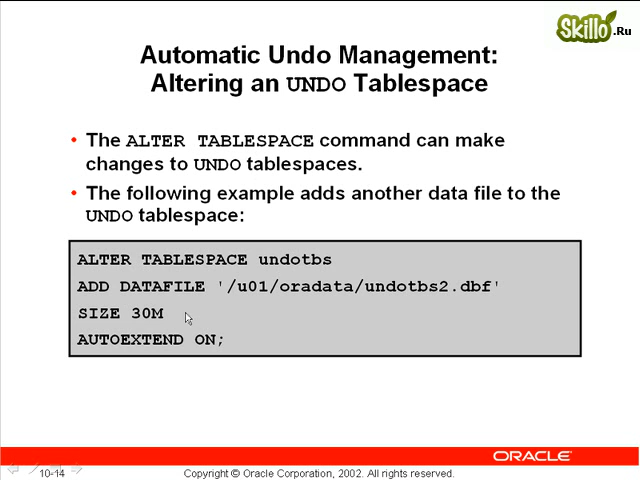 Skillo.Ru
Automatic Undo Management:
Altering an UNDO Tablespace
• The ALTER TABLESPACE command can make
changes to UNDO tablespaces.
• The following example adds another data file to the
UNDO tablespace:
ALTER TABLESPACE undotbs
ADD DATAFILE '/u01/oradata/undotbs2.dbf'
SIZE 30M
AUTOEXTEND ON;
ORACLE
10-14
Copyright © Oracle Corporation, 2002. All rights reserved.